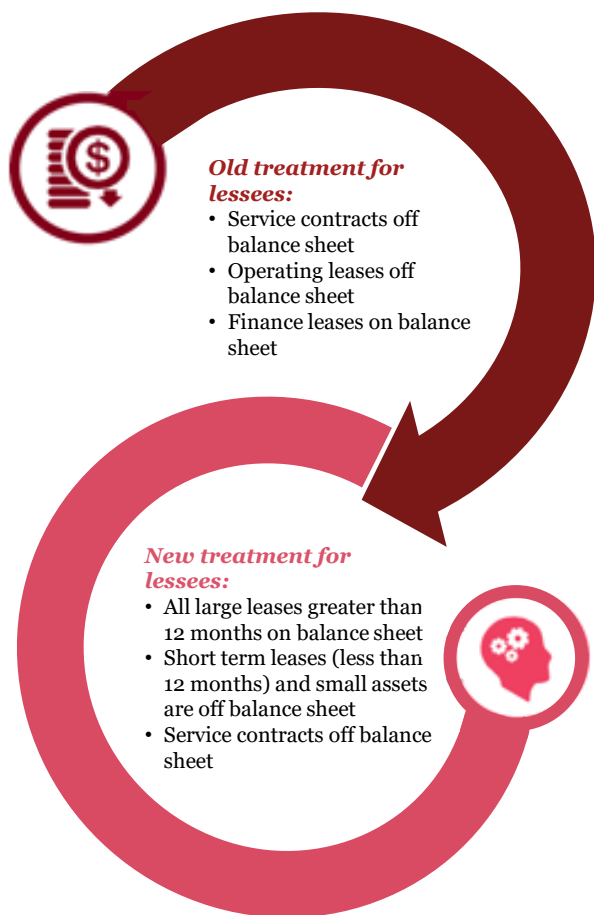 $
Old treatment for
lessees:
• Service contracts off
balance sheet
• Operating leases off
balance sheet
• Finance leases on balance
sheet
New treatment for
lessees:
• All large leases greater than
12 months on balance sheet
• Short term leases (less than
12 months) and small assets
are off balance sheet
• Service contracts off balance
sheet